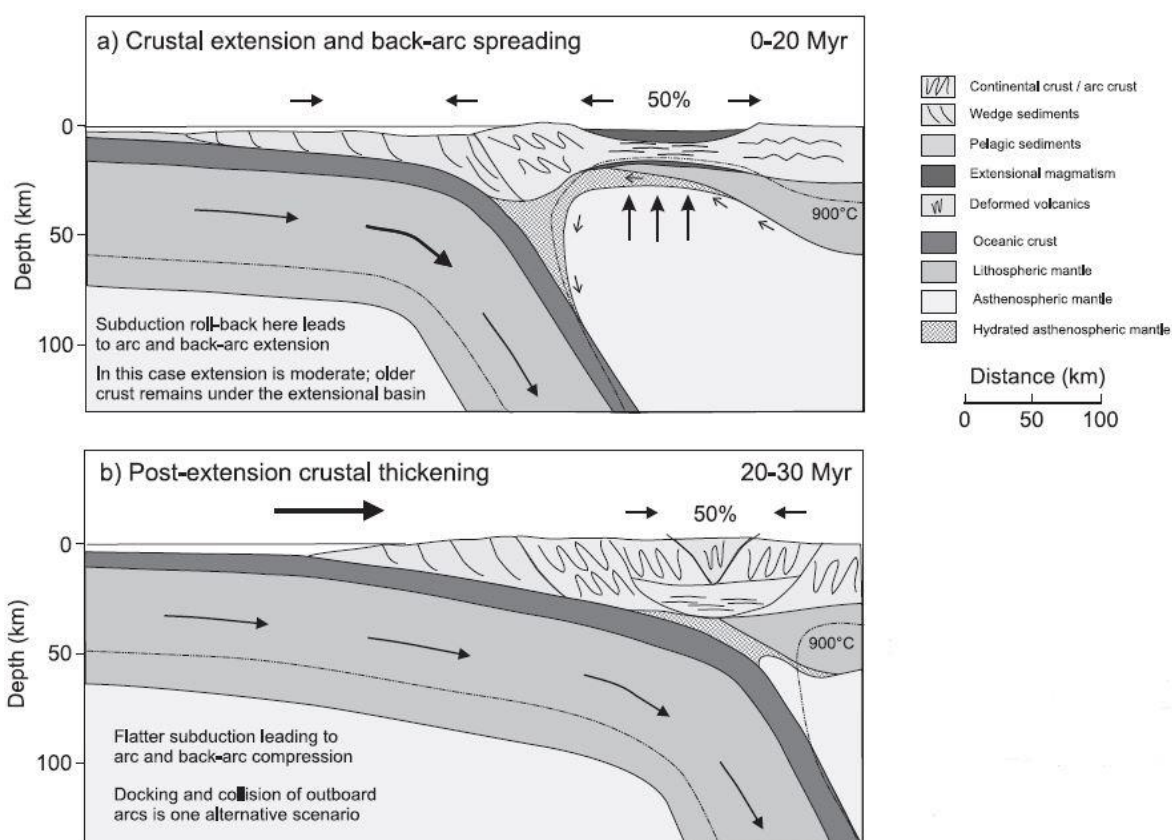 a) Crustal extension and back-arc spreading
0-20 Myr
50%
0
50
100
Depth (km)
900°C
Subduction roll-back here leads
to arc and back-arc extension
In this case extension is moderate; older
crust remains under the extensional basin
Continental crust / arc crust
Wedge sediments
Pelagic sediments
Extensional magmatism
Deformed volcanics
Oceanic crust
Lithospheric mantle
Asthenospheric mantle
Hydrated asthenospheric mantle
Distance (km)
0 50 100
b) Post-extension crustal thickening
20-30 Myr
50%
0
50
100
Depth (km)
900°C
Flatter subduction leading to
arc and back-arc compression
Docking and collision of outboard
arcs is one alternative scenario